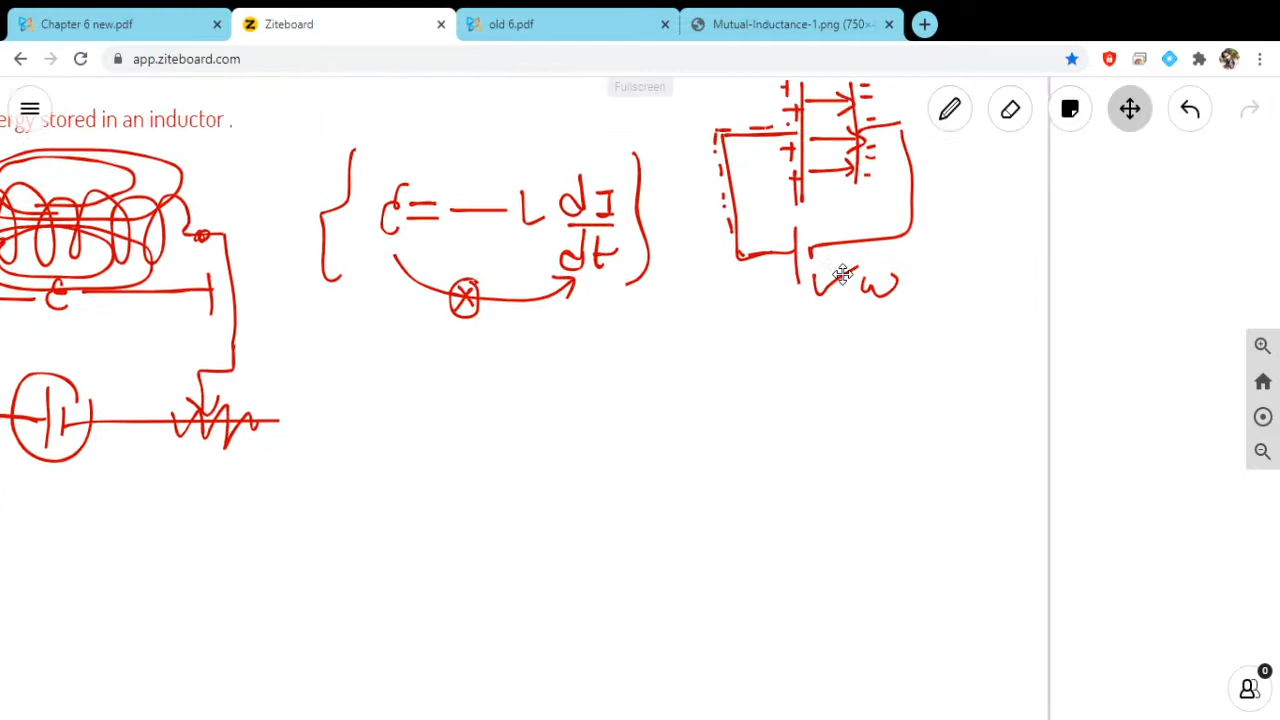 Chapter 6 new.pdf
Ziteboard
old 6.pdf
Mutual-Inductance-1.png (750×
app.ziteboard.com
Fullscreen
ergy stored in an inductor .
ε = — L dI
dt
ε
V W
0